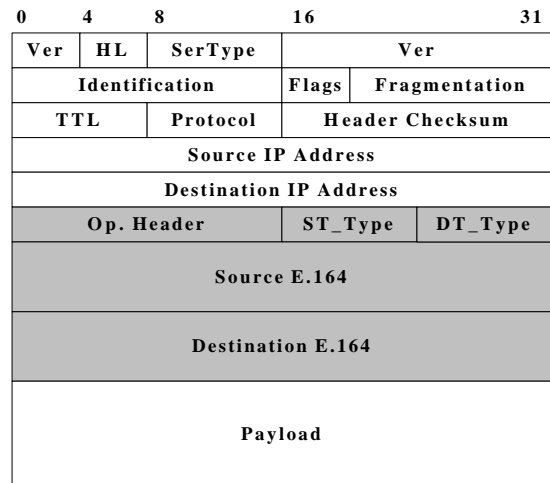 0 4 8 16 31
Ver HL SerType Ver
Identification Flags Fragmentation
TTL Protocol Header Checksum
Source IP Address
Destination IP Address
Op. Header ST_Type DT_Type
Source E.164
Destination E.164
Payload